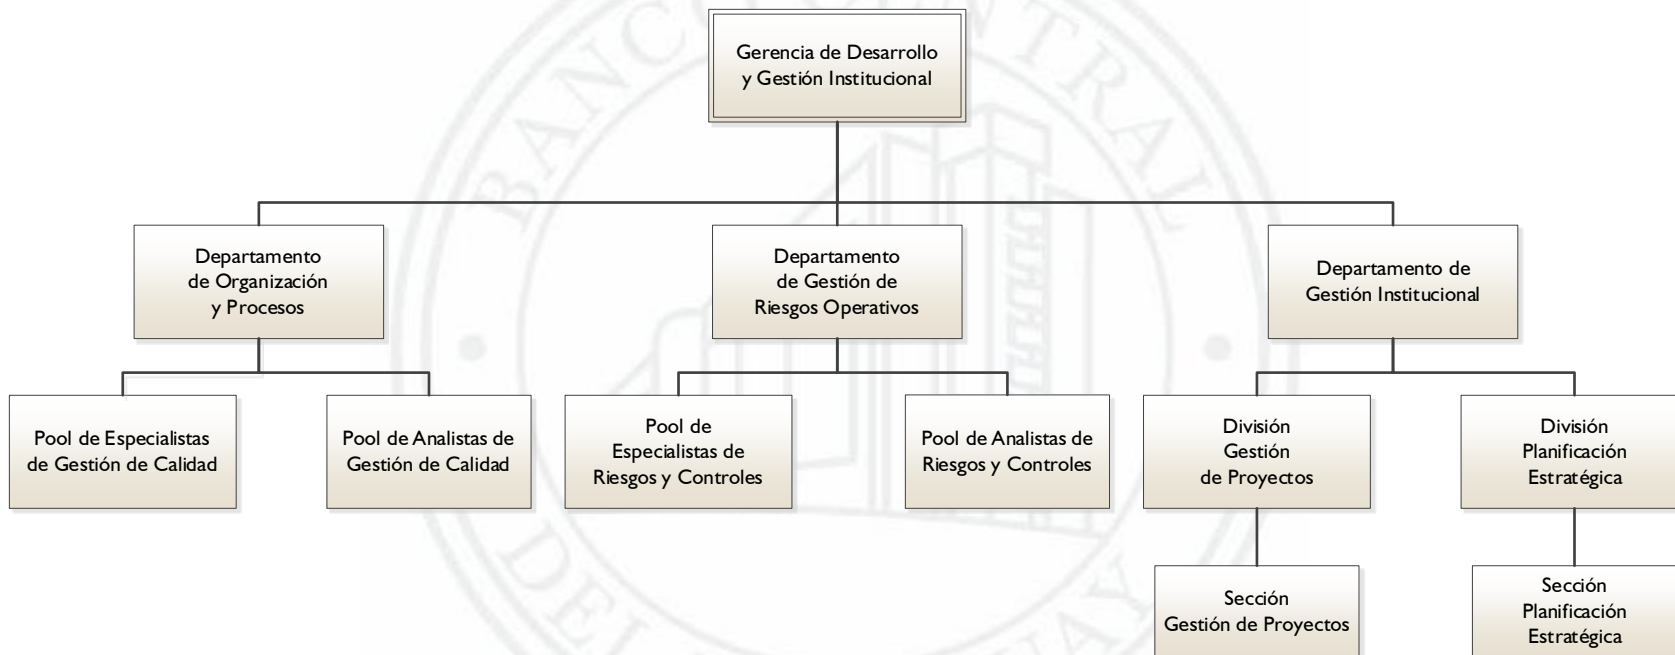 BANCO CENTRAL
Gerencia de Desarrollo
y Gestión Institucional
Departamento
de Organización
y Procesos
Departamento
de Gestión de
Riesgos Operativos
Departamento de
Gestión Institucional
Pool de Especialistas
de Gestión de Calidad
Pool de Analistas de
Gestión de Calidad
Pool de
Especialistas de
Riesgos y Controles
Pool de Analistas de
Riesgos y Controles
División
Gestión
de Proyectos
División
Planificación
Estratégica
Sección
Gestión de Proyectos
Sección
Planificación
Estratégica
DEL